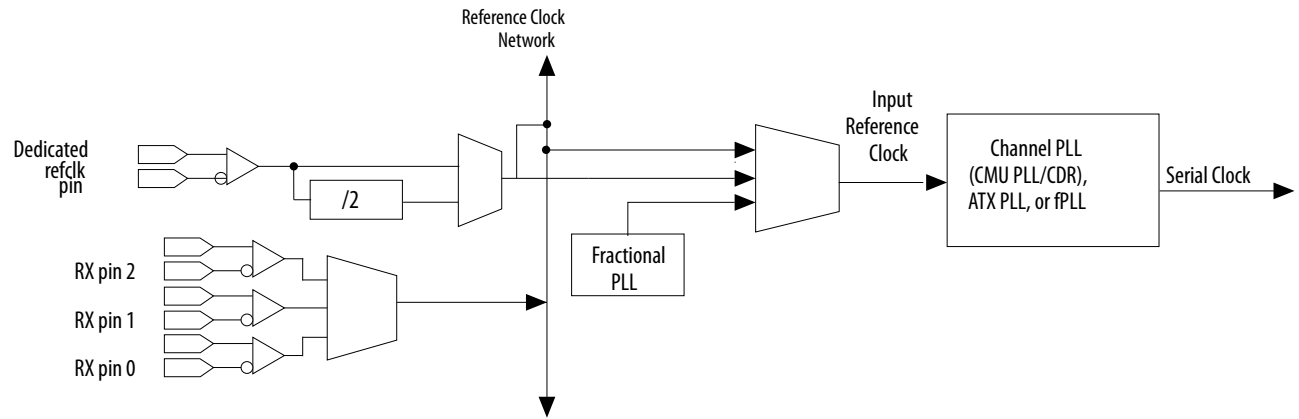 Reference Clock
Network
Dedicated
refclk
pin
/2
RX pin 2
RX pin 1
RX pin 0
Fractional
PLL
Input
Reference
Clock
Channel PLL
(CMU PLL/CDR),
ATX PLL, or fPLL
Serial Clock